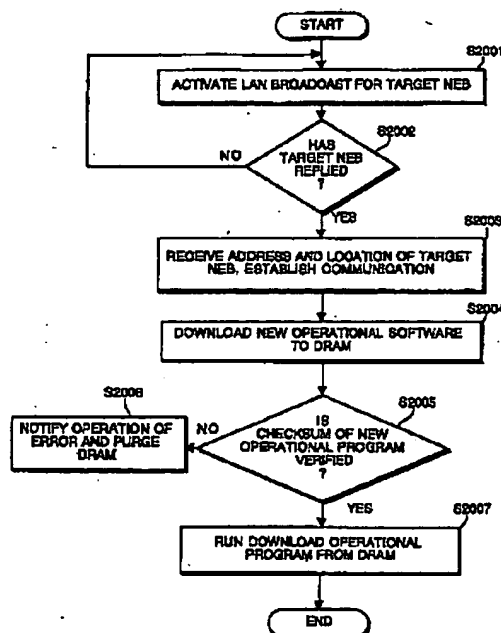 START
S2001
ACTIVATE LAN BROADCAST FOR TARGET NEB
S2002
HAS
TARGET NEB
REPLIED
?
NO
YES
S2003
RECEIVE ADDRESS AND LOCATION OF TARGET
NEB, ESTABLISH COMMUNICATION
S2004
DOWNLOAD NEW OPERATIONAL SOFTWARE
TO DRAM
S2005
IS
CHECKSUM OF NEW
OPERATIONAL PROGRAM
VERIFIED
?
NO
S2006
NOTIFY OPERATION OF
ERROR AND PURGE
DRAM
YES
S2007
RUN DOWNLOAD OPERATIONAL
PROGRAM FROM DRAM
END